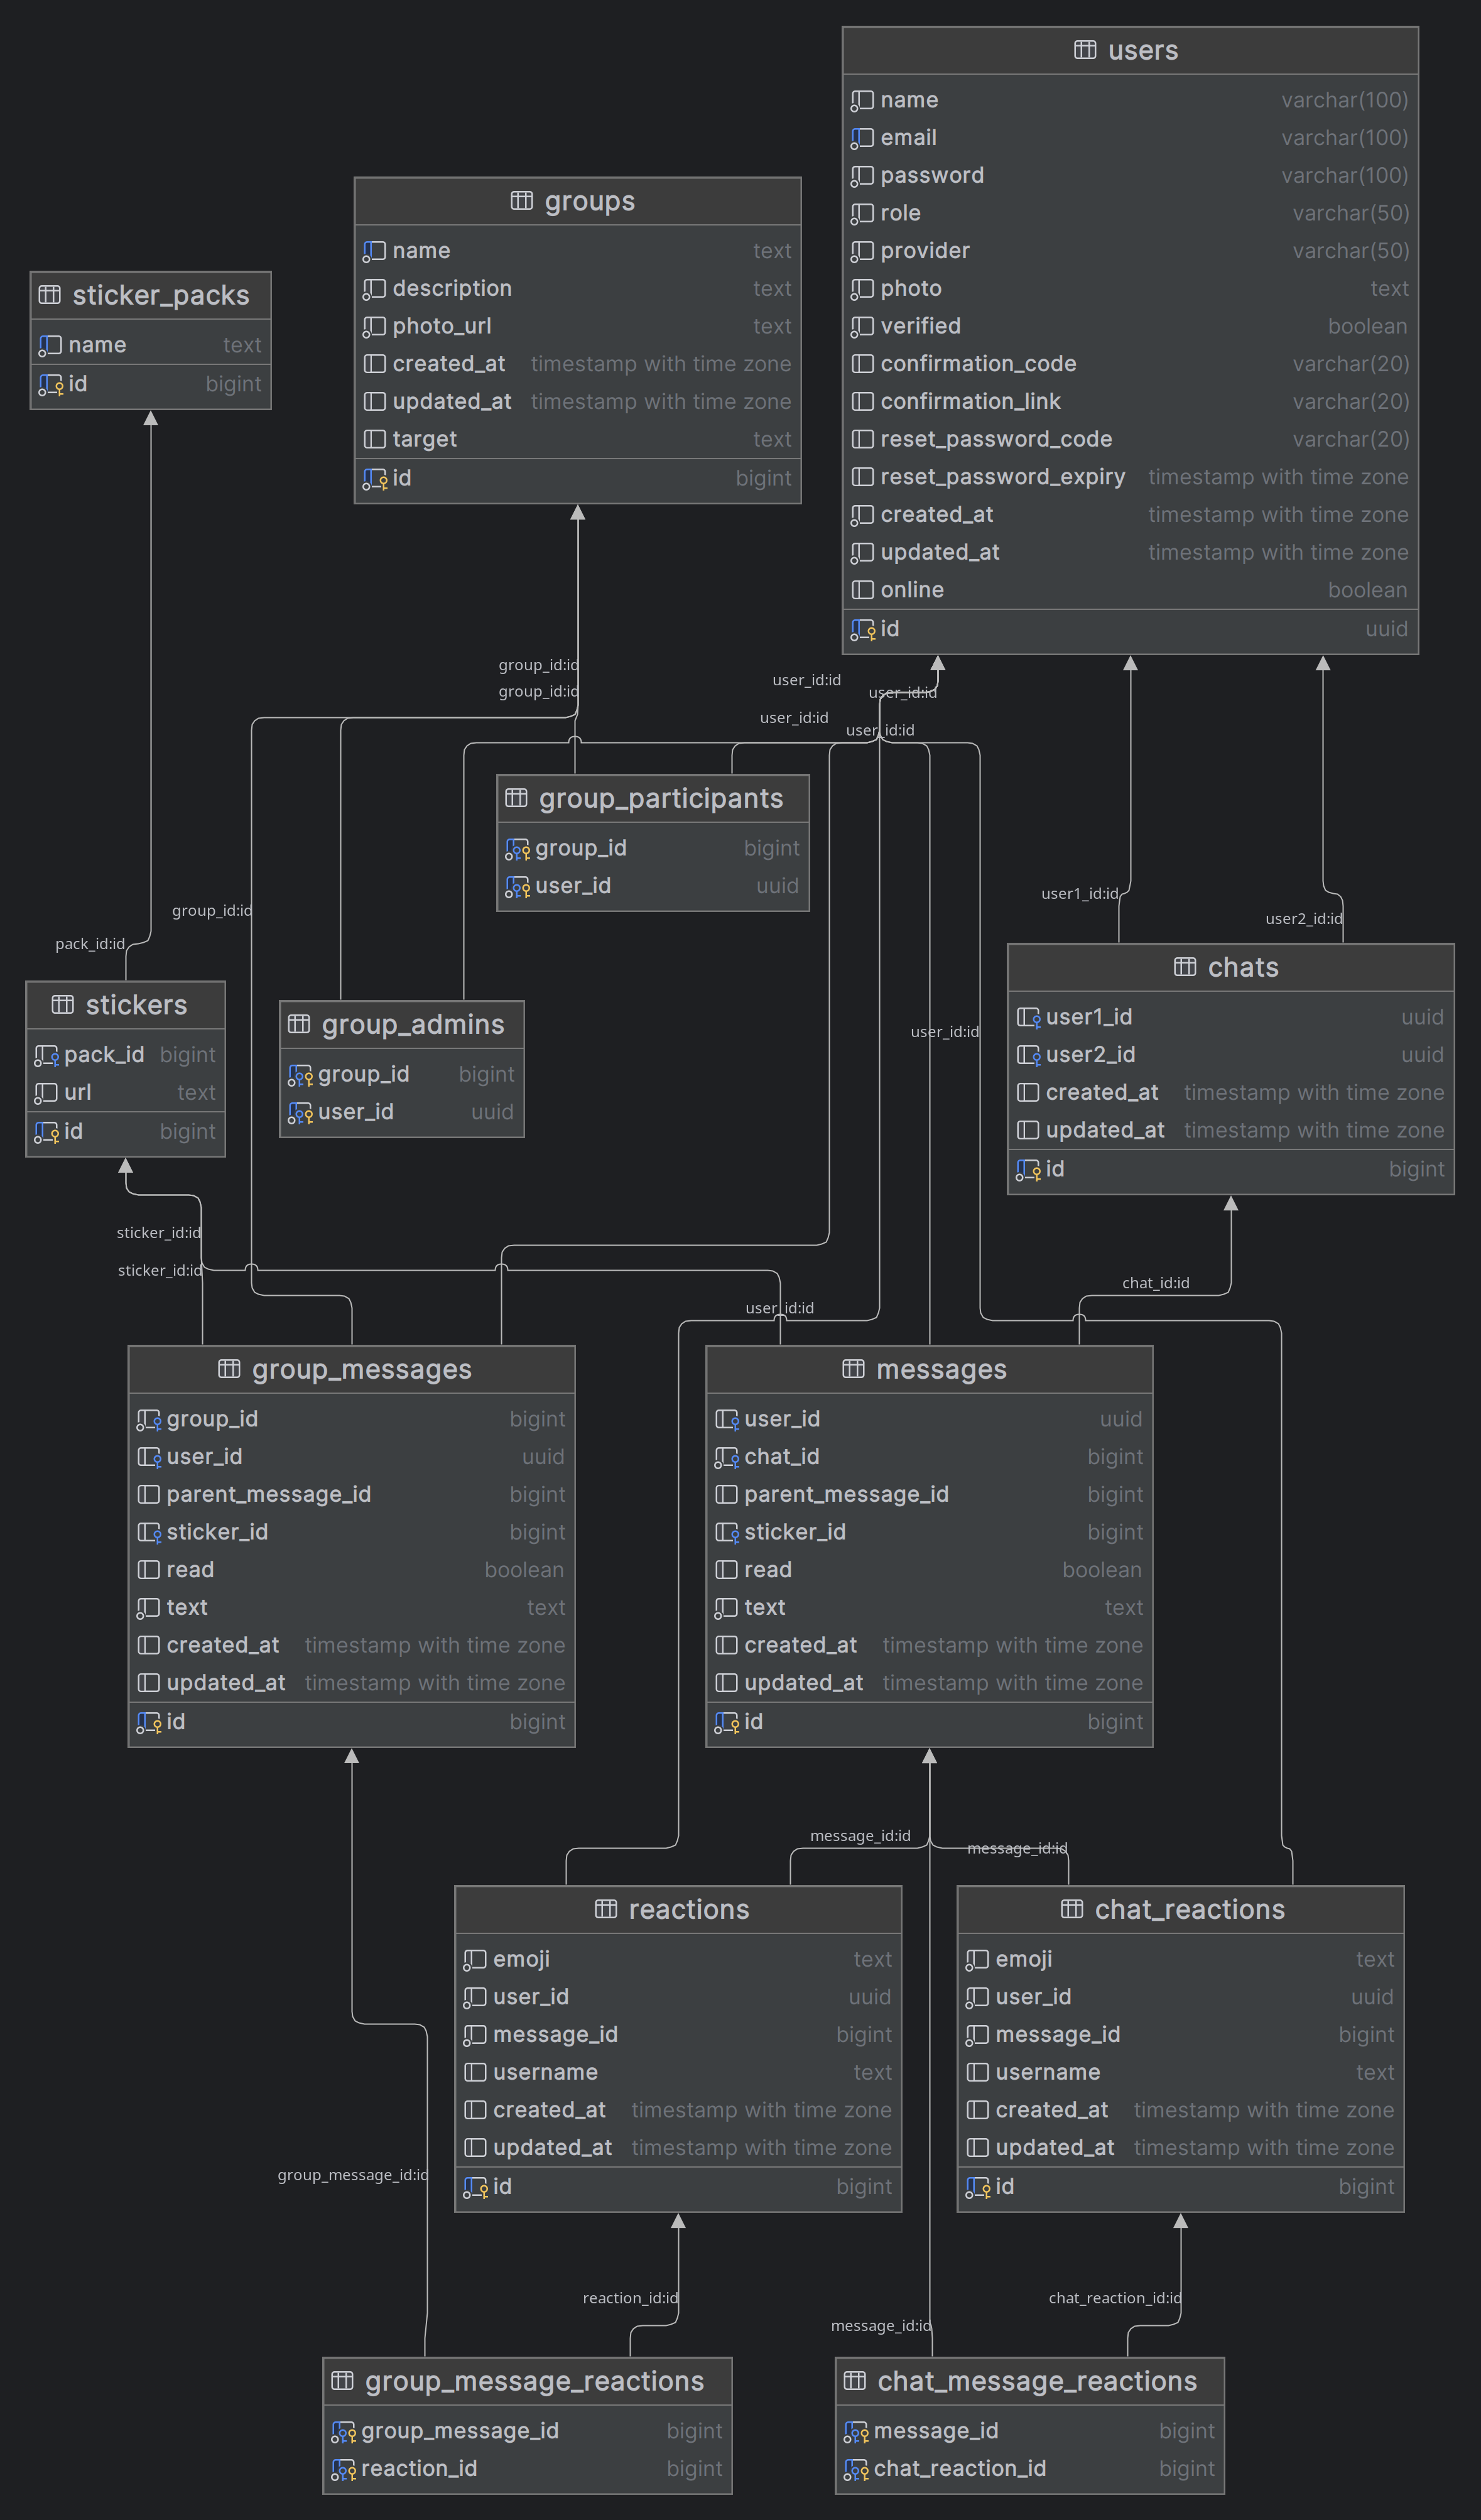 users
name varchar(100)
email varchar(100)
password varchar(100)
role varchar(50)
provider varchar(50)
photo text
verified boolean
confirmation_code varchar(20)
confirmation_link varchar(20)
reset_password_code varchar(20)
reset_password_expiry timestamp with time zone
created_at timestamp with time zone
updated_at timestamp with time zone
online boolean
id uuid
groups
name text
description text
photo_url text
created_at timestamp with time zone
updated_at timestamp with time zone
target text
id bigint
sticker_packs
name text
id bigint
group_id:id
group_id:id
user_id:id
user_id:id
user_id:id
user_id:id
group_participants
group_id bigint
user_id uuid
user1_id:id
user2_id:id
group_id:id
pack_id:id
chats
user1_id uuid
user2_id uuid
created_at timestamp with time zone
updated_at timestamp with time zone
id bigint
stickers
pack_id bigint
url text
id bigint
group_admins
group_id bigint
user_id uuid
user_id:id
sticker_id:id
sticker_id:id
user_id:id
chat_id:id
group_messages
group_id bigint
user_id uuid
parent_message_id bigint
sticker_id bigint
read boolean
text text
created_at timestamp with time zone
updated_at timestamp with time zone
id bigint
messages
user_id uuid
chat_id bigint
parent_message_id bigint
sticker_id bigint
read boolean
text text
created_at timestamp with time zone
updated_at timestamp with time zone
id bigint
message_id:id
message_id:id
reactions
emoji text
user_id uuid
message_id bigint
username text
created_at timestamp with time zone
updated_at timestamp with time zone
id bigint
chat_reactions
emoji text
user_id uuid
message_id bigint
username text
created_at timestamp with time zone
updated_at timestamp with time zone
id bigint
group_message_id:id
reaction_id:id
message_id:id
chat_reaction_id:id
group_message_reactions
group_message_id bigint
reaction_id bigint
chat_message_reactions
message_id bigint
chat_reaction_id bigint